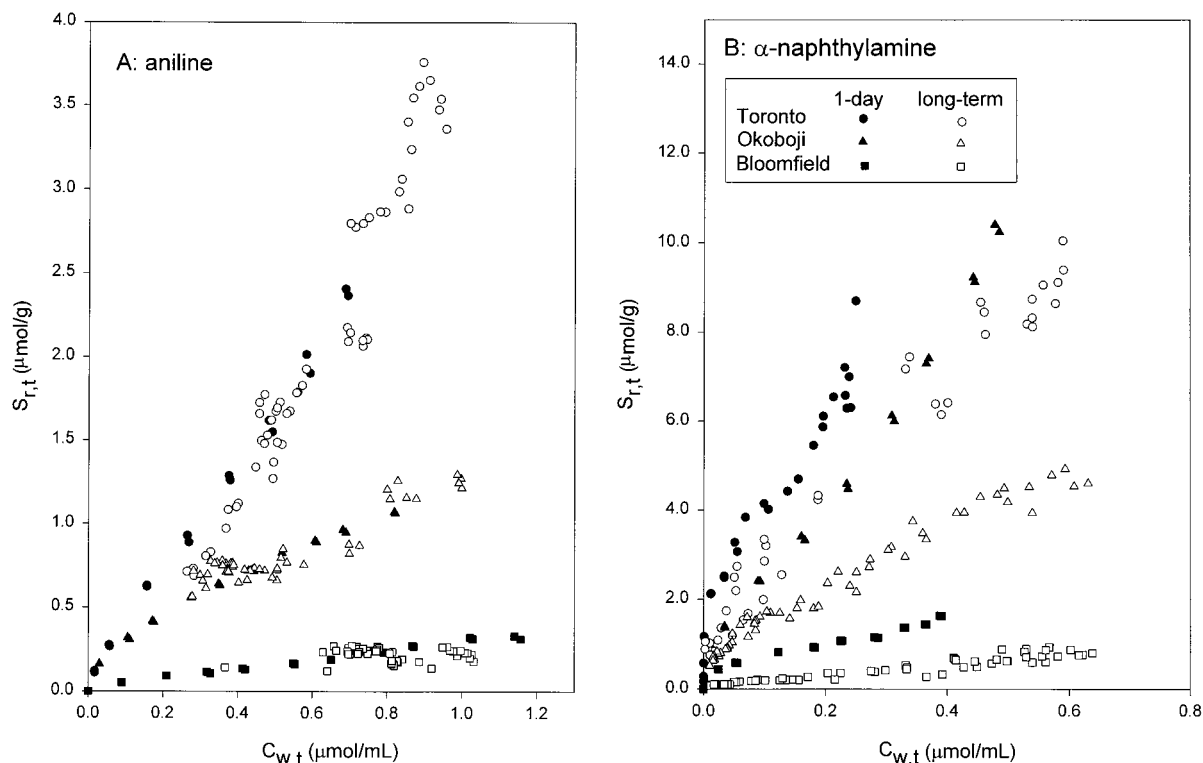 A: aniline
4.0
3.5
3.0
2.5
2.0
1.5
1.0
0.5
0.0
S_r,t (μmol/g)
0.0 0.2 0.4 0.6 0.8 1.0 1.2
C_w,t (μmol/mL)
B: α-naphthylamine
1-day long-term
Toronto
Okoboji
Bloomfield
14.0
12.0
10.0
8.0
6.0
4.0
2.0
0.0
S_r,t (μmol/g)
0.0 0.2 0.4 0.6 0.8
C_w,t (μmol/mL)